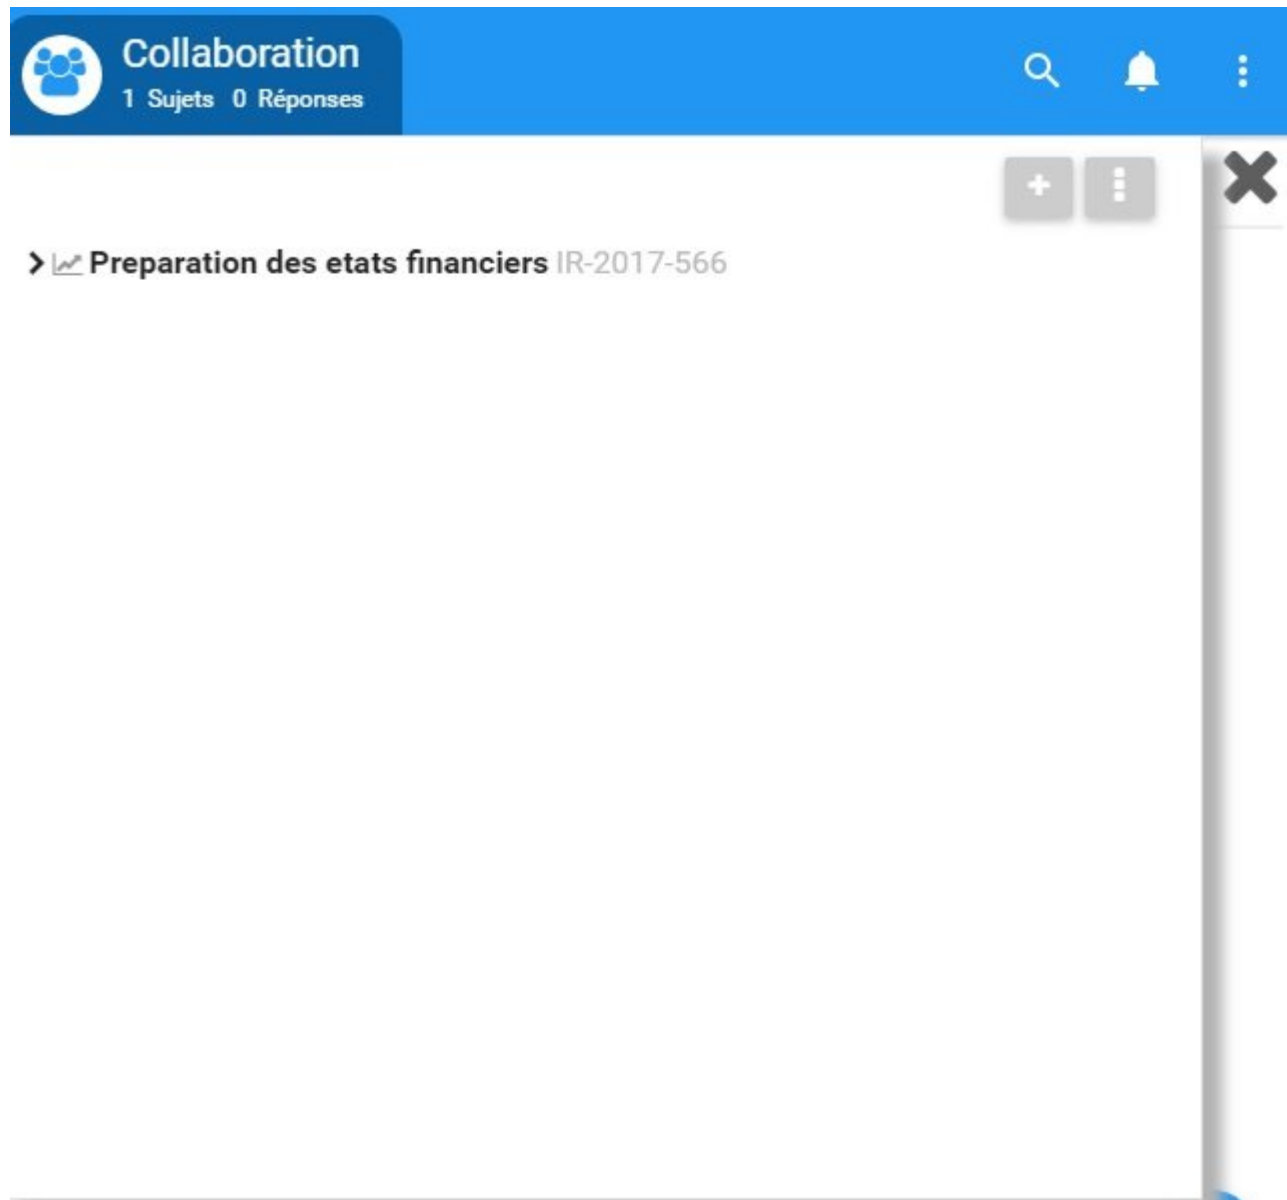 Collaboration
1 Sujets 0 Réponses
Preparation des etats financiers IR-2017-566